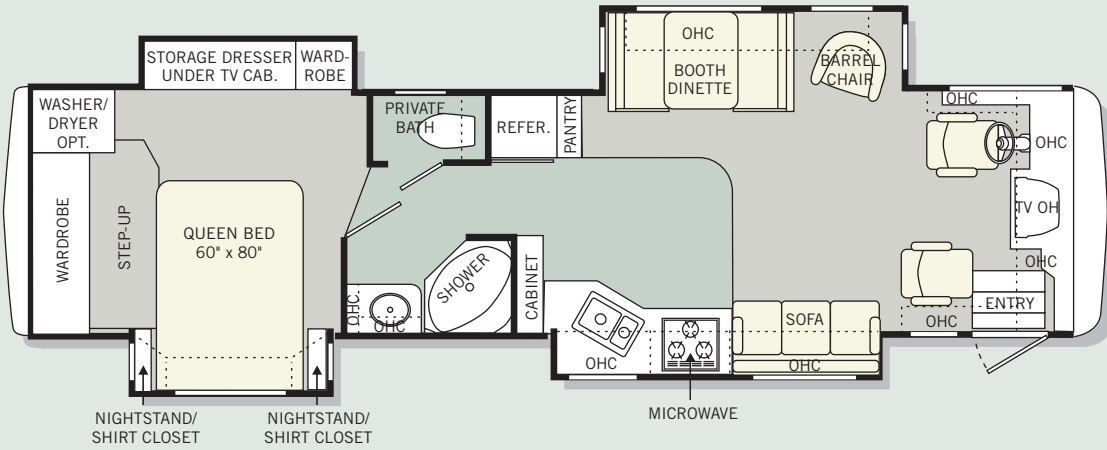 STORAGE DRESSER
UNDER TV CAB.
WARD-
ROBE
WASHER/
DRYER
OPT.
WARDROBE
STEP-UP
QUEEN BED
60" x 80"
NIGHTSTAND/
SHIRT CLOSET
NIGHTSTAND/
SHIRT CLOSET
PRIVATE
BATH
REFER.
PANTRY
OHC
OHC
SHOWER
CABINET
OHC
BOOTH
DINETTE
BARREL
CHAIR
OHC
MICROWAVE
SOFA
OHC
OHC
OHC
TV OH
OHC
ENTRY
OHC